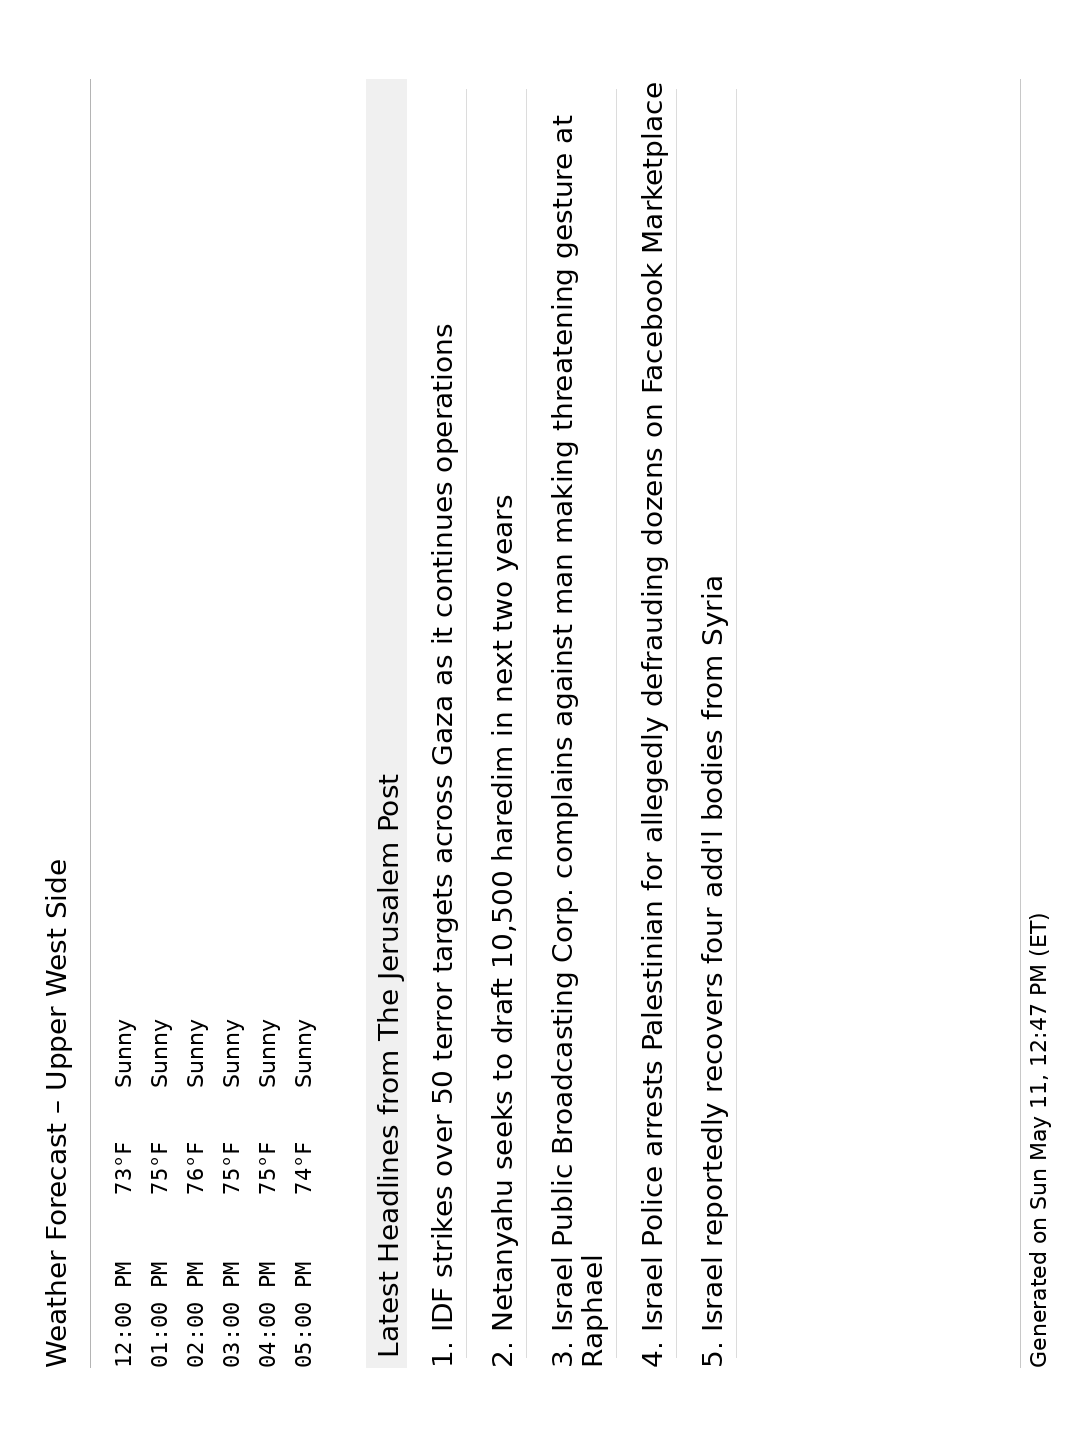 Weather Forecast – Upper West Side
12:00 PM 73°F Sunny
01:00 PM 75°F Sunny
02:00 PM 76°F Sunny
03:00 PM 75°F Sunny
04:00 PM 75°F Sunny
05:00 PM 74°F Sunny
Latest Headlines from The Jerusalem Post
1. IDF strikes over 50 terror targets across Gaza as it continues operations
2. Netanyahu seeks to draft 10,500 haredim in next two years
3. Israel Public Broadcasting Corp. complains against man making threatening gesture at
Raphael
4. Israel Police arrests Palestinian for allegedly defrauding dozens on Facebook Marketplace
5. Israel reportedly recovers four add'l bodies from Syria
Generated on Sun May 11, 12:47 PM (ET)